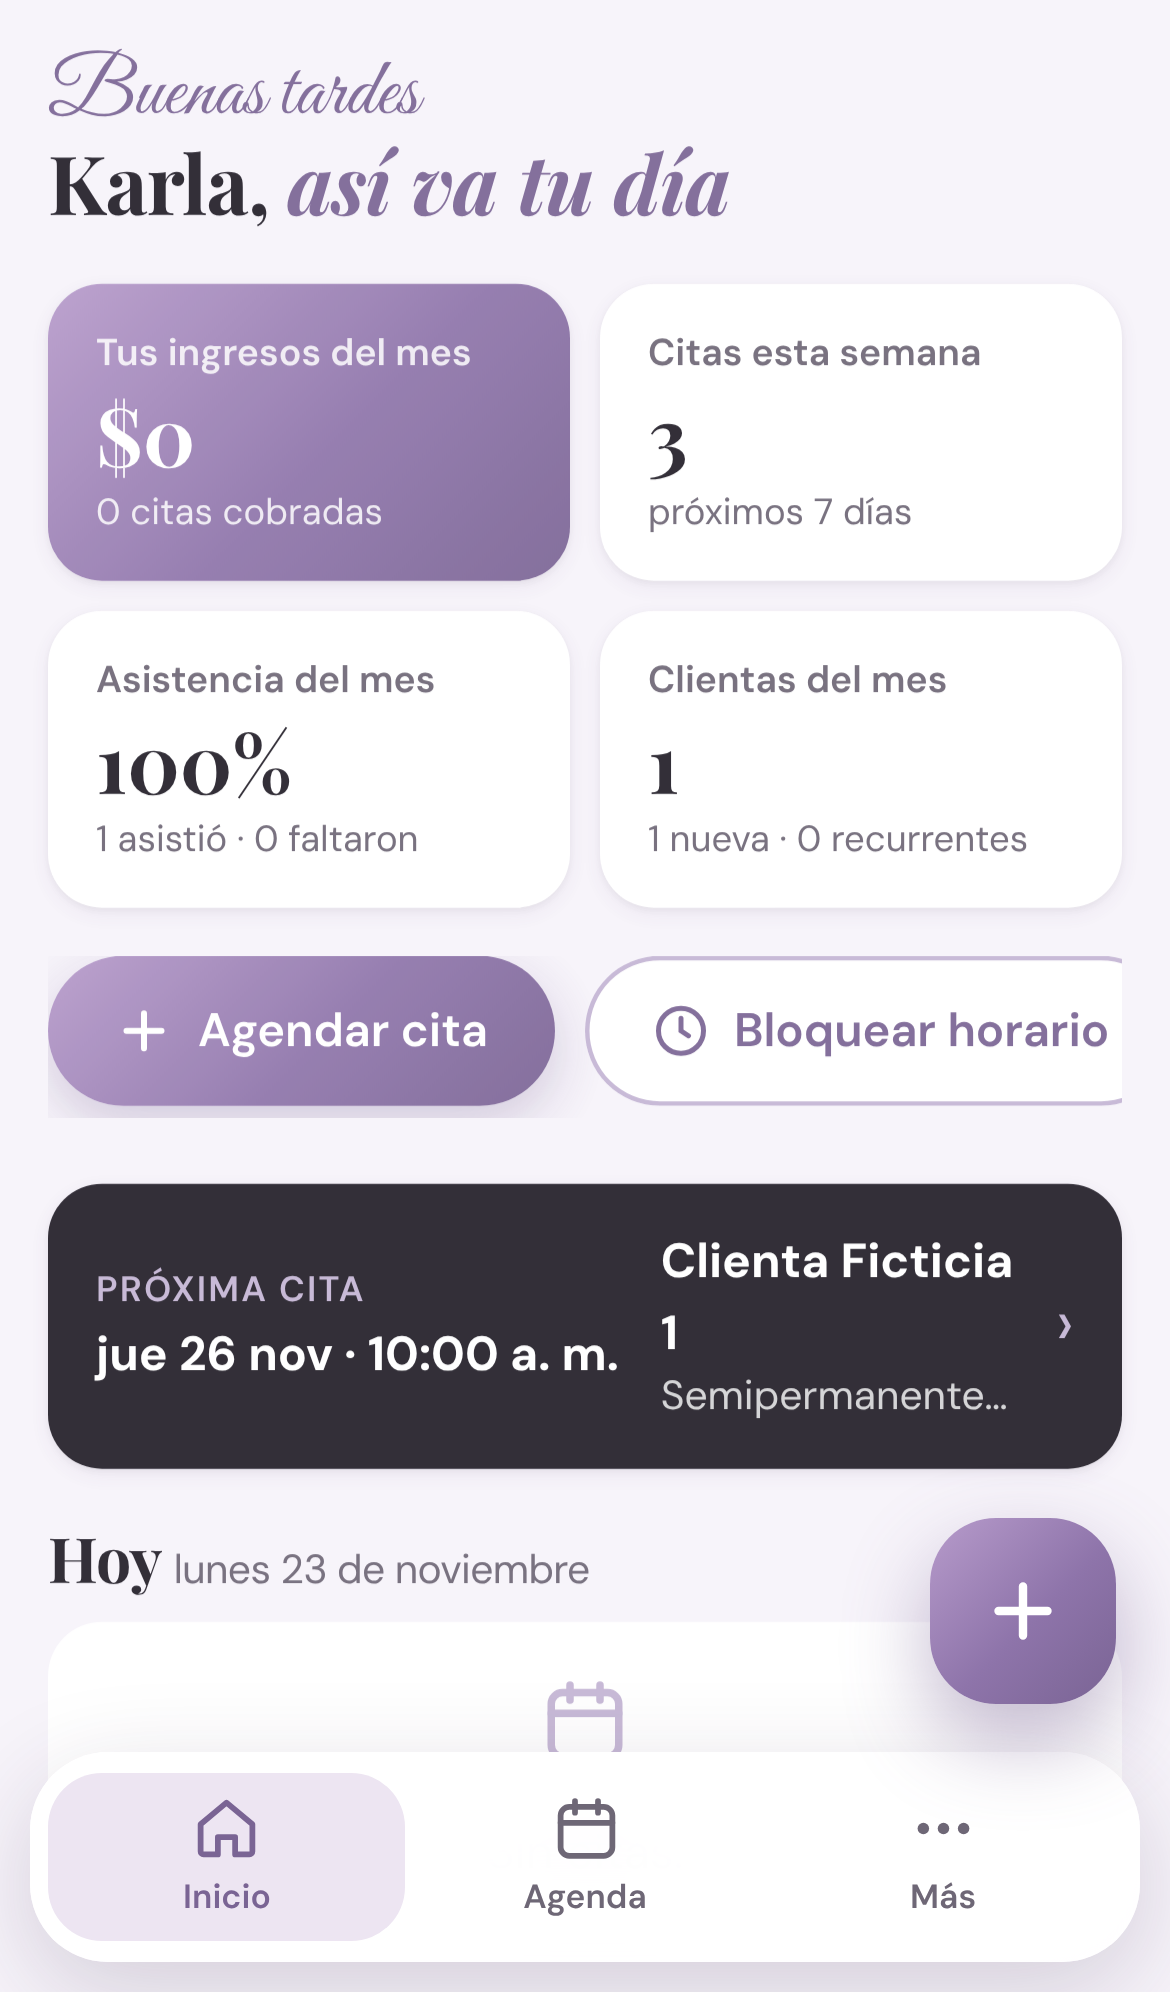 Buenas tardes
Karla, así va tu día
Tus ingresos del mes
$0
0 citas cobradas
Citas esta semana
3
próximos 7 días
Asistencia del mes
100%
1 asistió · 0 faltaron
Clientas del mes
1
1 nueva · 0 recurrentes
Agendar cita
Bloquear horario
PRÓXIMA CITA
jue 26 nov · 10:00 a. m.
Clienta Ficticia
1
Semipermanente...
Hoy lunes 23 de noviembre
Inicio
Agenda
Más